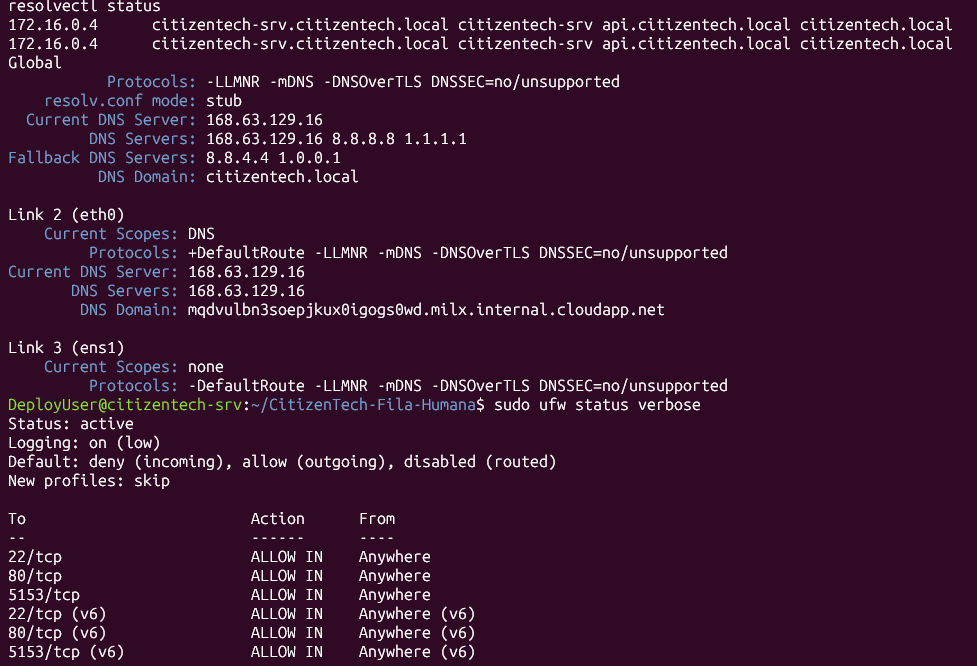 resolvectl status
172.16.0.4      citizentech-srv.citizentech.local citizentech-srv api.citizentech.local citizentech.local
172.16.0.4      citizentech-srv.citizentech.local citizentech-srv api.citizentech.local citizentech.local
Global
           Protocols: -LLMNR -mDNS -DNSOverTLS DNSSEC=no/unsupported
    resolv.conf mode: stub
  Current DNS Server: 168.63.129.16
         DNS Servers: 168.63.129.16 8.8.8.8 1.1.1.1
Fallback DNS Servers: 8.8.4.4 1.0.0.1
          DNS Domain: citizentech.local

Link 2 (eth0)
    Current Scopes: DNS
         Protocols: +DefaultRoute -LLMNR -mDNS -DNSOverTLS DNSSEC=no/unsupported
Current DNS Server: 168.63.129.16
       DNS Servers: 168.63.129.16
        DNS Domain: mqdvulbn3soepjkux0igogs0wd.milx.internal.cloudapp.net

Link 3 (ens1)
    Current Scopes: none
         Protocols: -DefaultRoute -LLMNR -mDNS -DNSOverTLS DNSSEC=no/unsupported
DeployUser@citizentech-srv:~/CitizenTech-Fila-Humana$ sudo ufw status verbose
Status: active
Logging: on (low)
Default: deny (incoming), allow (outgoing), disabled (routed)
New profiles: skip

To                         Action      From
--                         ------      ----
22/tcp                     ALLOW IN    Anywhere
80/tcp                     ALLOW IN    Anywhere
5153/tcp                   ALLOW IN    Anywhere
22/tcp (v6)                ALLOW IN    Anywhere (v6)
80/tcp (v6)                ALLOW IN    Anywhere (v6)
5153/tcp (v6)              ALLOW IN    Anywhere (v6)